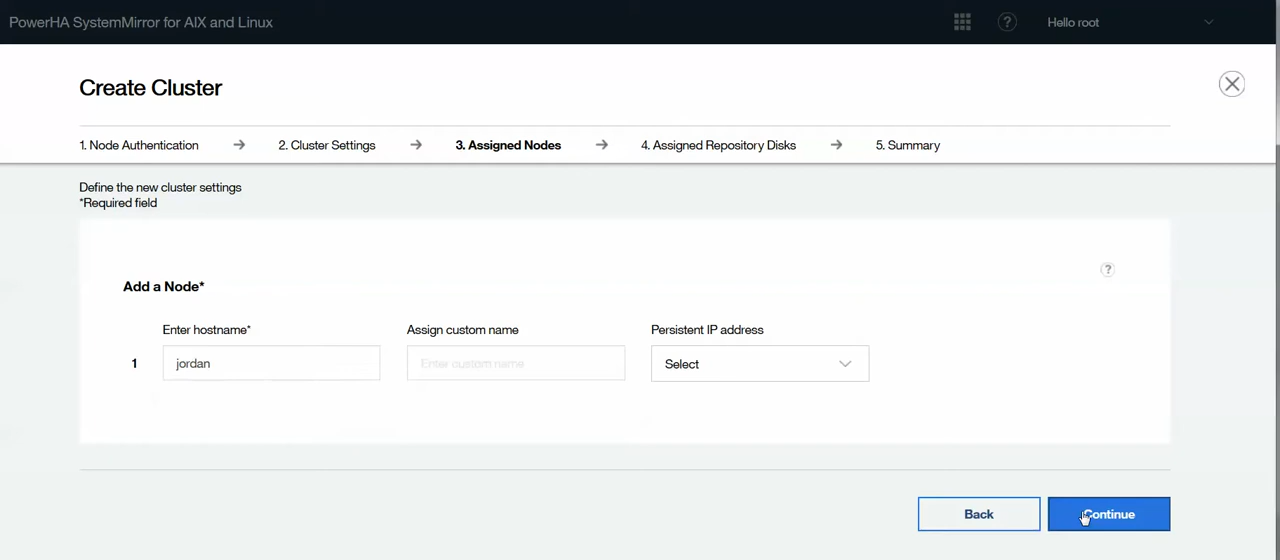 PowerHA SystemMirror for AIX and Linux
? Hello root
Create Cluster
1. Node Authentication → 2. Cluster Settings → 3. Assigned Nodes → 4. Assigned Repository Disks → 5. Summary
Define the new cluster settings
*Required field
?
Add a Node*
Enter hostname* Assign custom name Persistent IP address
1 jordan Enter custom name Select
Back Continue